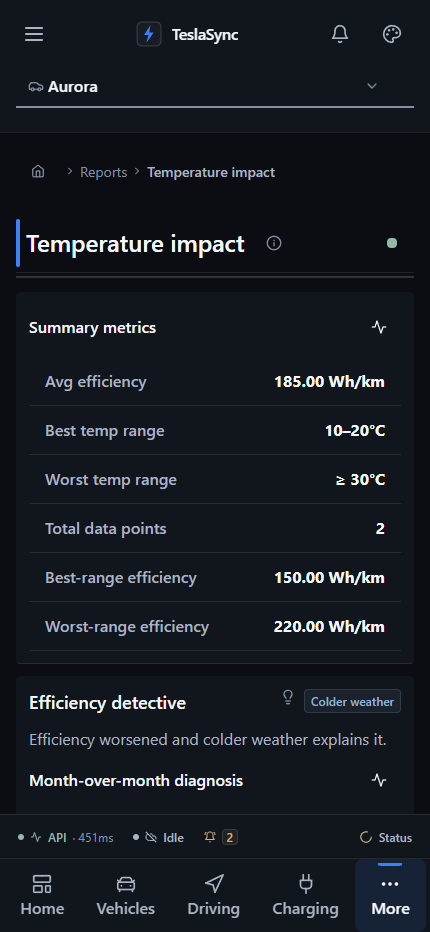 TeslaSync
Aurora
Reports
Temperature impact
Temperature impact
Summary metrics
Avg efficiency 185.00 Wh/km
Best temp range 10–20°C
Worst temp range ≥ 30°C
Total data points 2
Best-range efficiency 150.00 Wh/km
Worst-range efficiency 220.00 Wh/km
Efficiency detective Colder weather
Efficiency worsened and colder weather explains it.
Month-over-month diagnosis
API · 451ms Idle 2 Status
Home Vehicles Driving Charging More